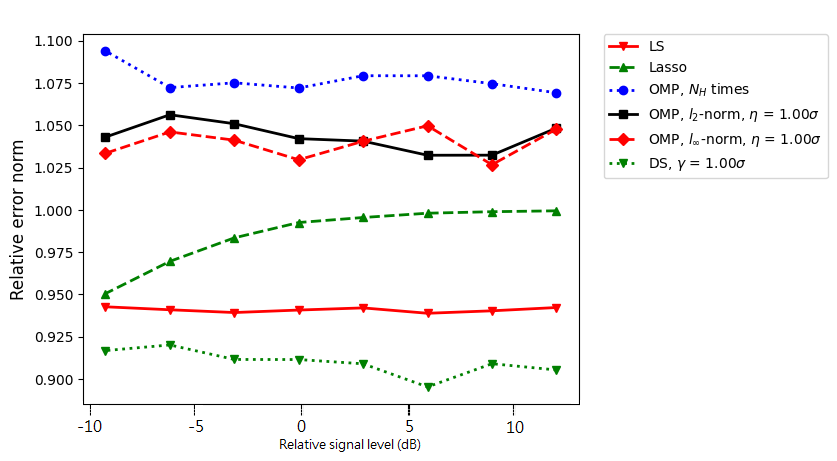 1.100
1.075
1.050
1.025
1.000
0.975
0.950
0.925
0.900
Relative error norm
-10 -5 0 5 10
Relative signal level (dB)
LS
Lasso
OMP, N_H times
OMP, l_2-norm, η = 1.00σ
OMP, l_∞-norm, η = 1.00σ
DS, γ = 1.00σ